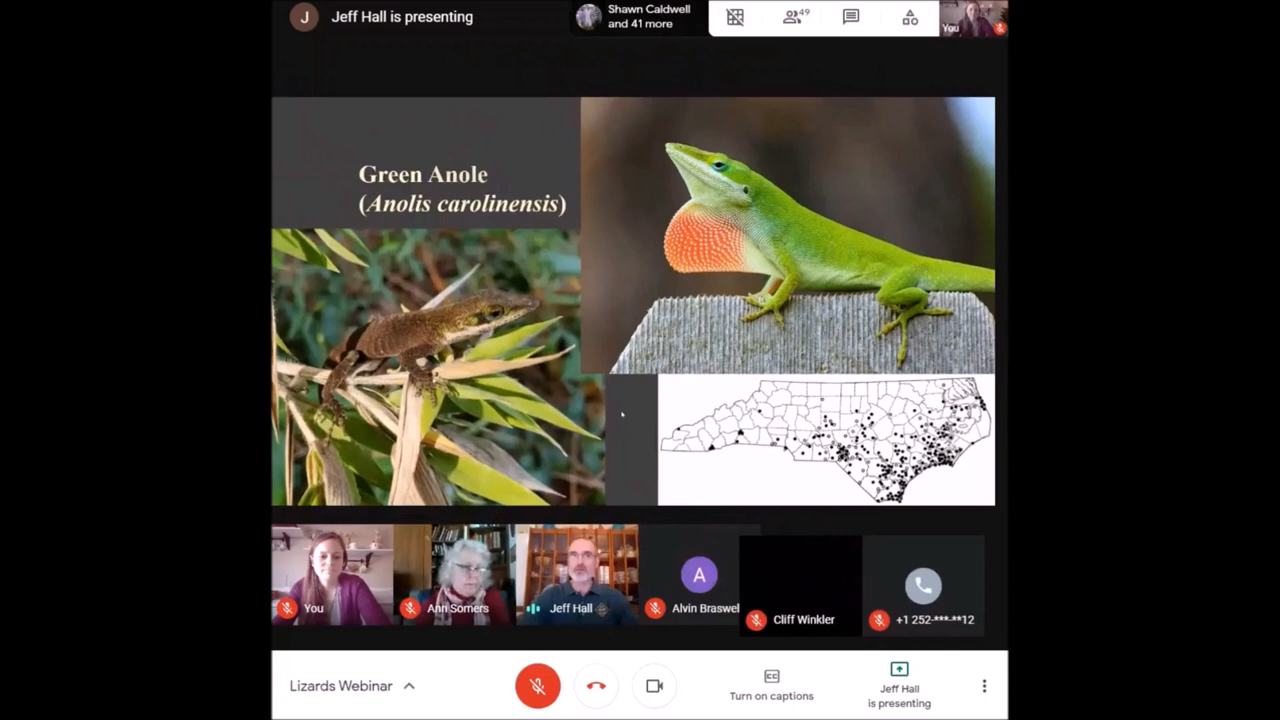 J
Jeff Hall is presenting
Shawn Caldwell
and 41 more
49
You
Green Anole
(Anolis carolinensis)
You
Ann Somers
Jeff Hall
A
Alvin Braswel
Cliff Winkler
+1 252-***-**12
Lizards Webinar
CC
Turn on captions
Jeff Hall
is presenting